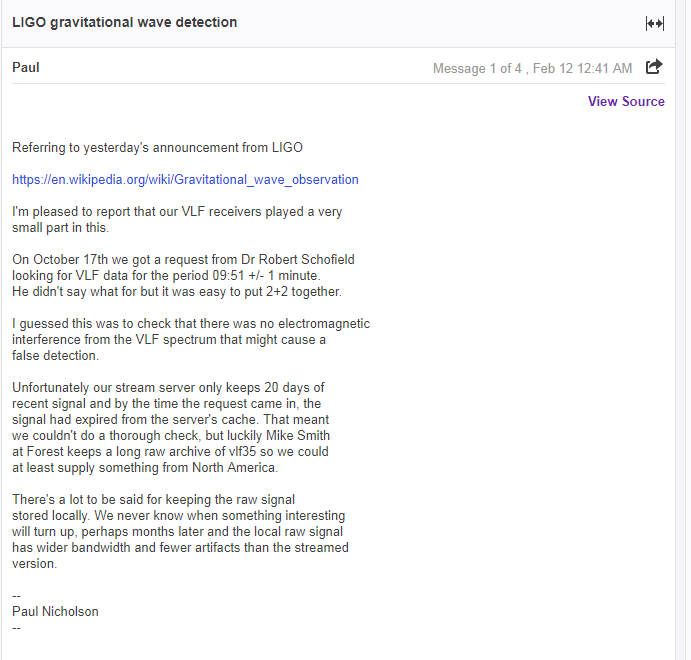 LIGO gravitational wave detection
Paul
Message 1 of 4 , Feb 12 12:41 AM
View Source
Referring to yesterday's announcement from LIGO
https://en.wikipedia.org/wiki/Gravitational_wave_observation
I'm pleased to report that our VLF receivers played a very
small part in this.
On October 17th we got a request from Dr Robert Schofield
looking for VLF data for the period 09:51 +/- 1 minute.
He didn't say what for but it was easy to put 2+2 together.
I guessed this was to check that there was no electromagnetic
interference from the VLF spectrum that might cause a
false detection.
Unfortunately our stream server only keeps 20 days of
recent signal and by the time the request came in, the
signal had expired from the server's cache. That meant
we couldn't do a thorough check, but luckily Mike Smith
at Forest keeps a long raw archive of vlf35 so we could
at least supply something from North America.
There's a lot to be said for keeping the raw signal
stored locally. We never know when something interesting
will turn up, perhaps months later and the local raw signal
has wider bandwidth and fewer artifacts than the streamed
version.
--
Paul Nicholson
--